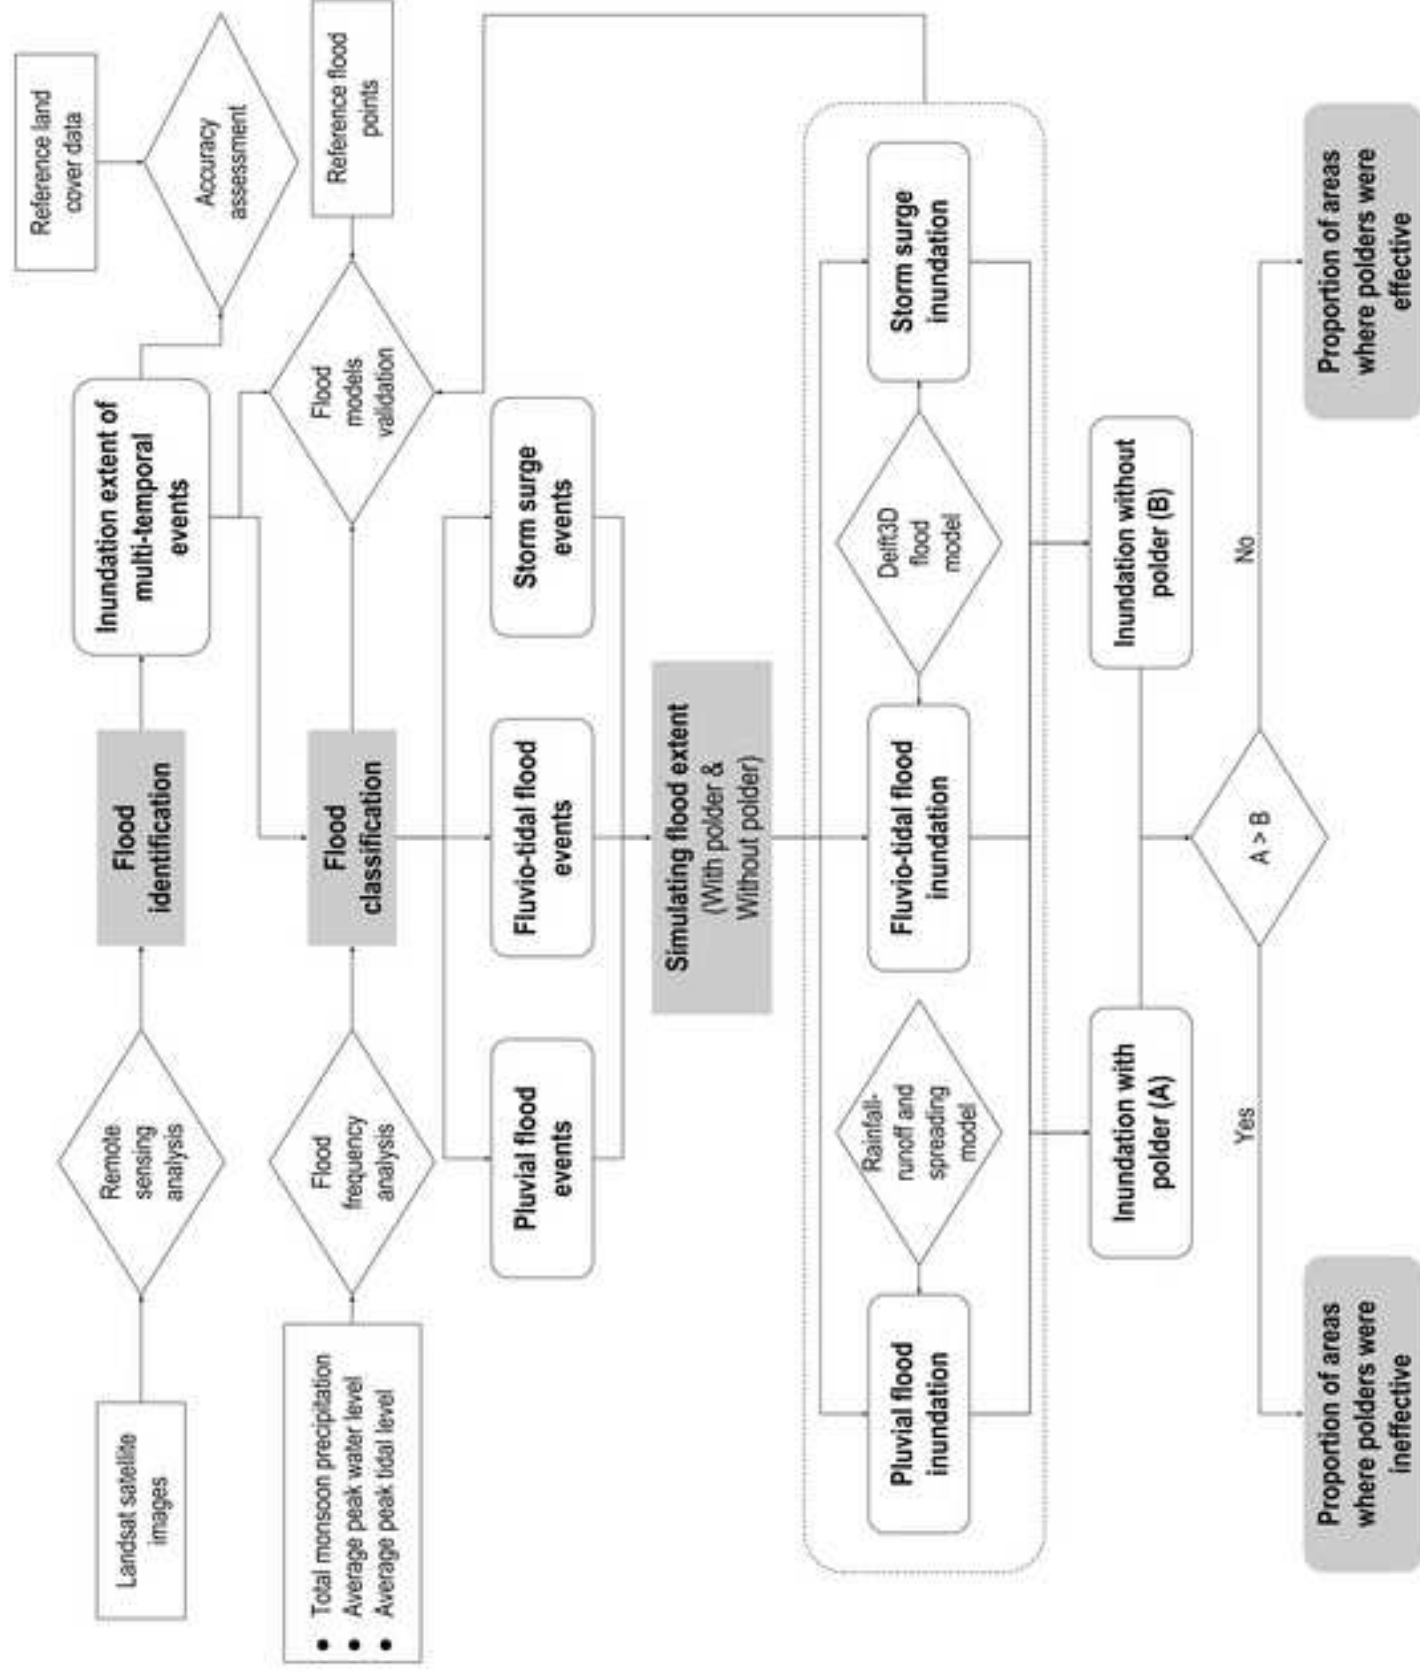 Landsat satellite
images
Remote
sensing
analysis
Flood
identification
Inundation extent of
multi-temporal
events
Reference land
cover data
Accuracy
assessment
● Total monsoon precipitation
● Average peak water level
● Average peak tidal level
Flood
frequency
analysis
Flood
classification
Flood
models
validation
Reference flood
points
Pluvial flood
events
Fluvio-tidal flood
events
Storm surge
events
Simulating flood extent
(With polder &
Without polder)
Pluvial flood
inundation
Rainfall-
runoff and
spreading
model
Fluvio-tidal flood
inundation
Delft3D
flood
model
Storm surge
inundation
Inundation with
polder (A)
Inundation without
polder (B)
Yes
A > B
No
Proportion of areas
where polders were
ineffective
Proportion of areas
where polders were
effective